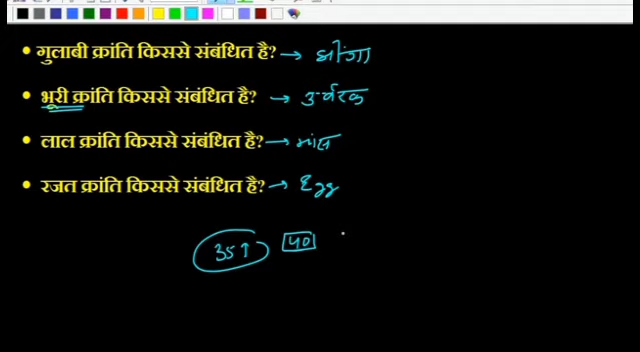 • गुलाबी क्रांति किससे संबंधित है? → झींगा
• भूरी क्रांति किससे संबंधित है? → उर्वरक
• लाल क्रांति किससे संबंधित है? → मांस
• रजत क्रांति किससे संबंधित है? → Egg
35↑ 40